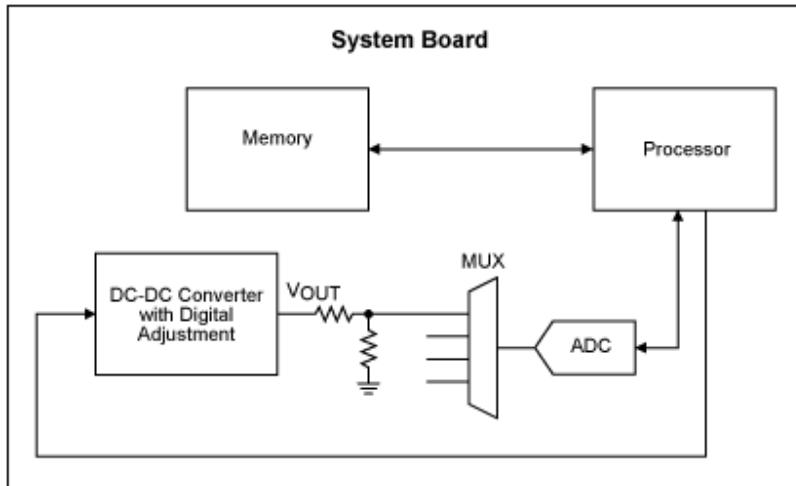 System Board
Memory
Processor
MUX
DC-DC Converter
with Digital
Adjustment
VOUT
ADC